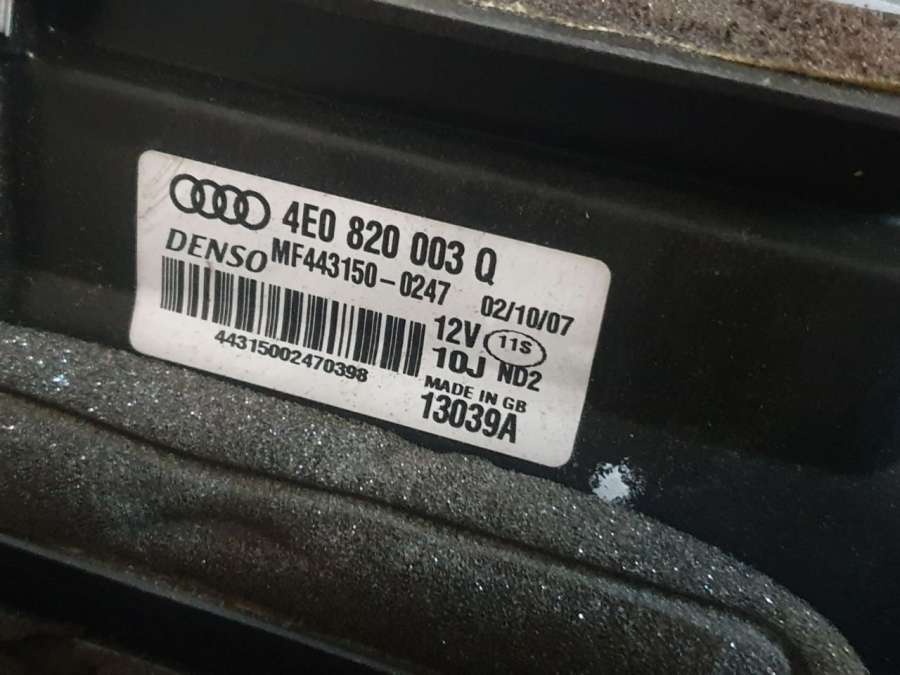 4E0 820 003 Q
DENSO MF443150-0247 02/10/07
12V 11S
10J ND2
44315002470398
MADE IN GB
13039A